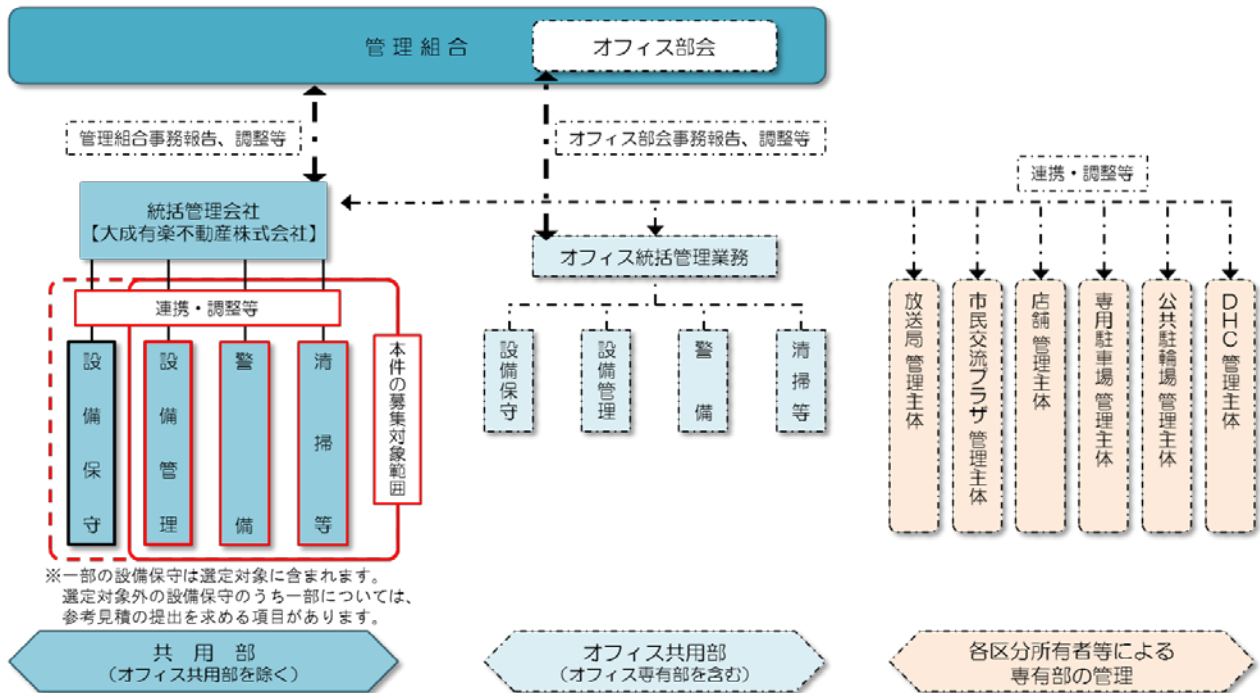 管理組合
オフィス部会
管理組合事務報告、調整等
オフィス部会事務報告、調整等
連携・調整等
統括管理会社
【大成有楽不動産株式会社】
オフィス統括管理業務
連携・調整等
設備保守
設備管理
警備
清掃等
本件の募集対象範囲
設備保守
設備管理
警備
清掃等
放送局 管理主体
市民交流プラザ 管理主体
店舗 管理主体
専用駐車場 管理主体
公共駐輪場 管理主体
DHC 管理主体
※一部の設備保守は選定対象に含まれます。
選定対象外の設備保守のうち一部については、
参考見積の提出を求める項目があります。
共用部
(オフィス共用部を除く)
オフィス共用部
(オフィス専有部を含む)
各区分所有者等による
専有部の管理